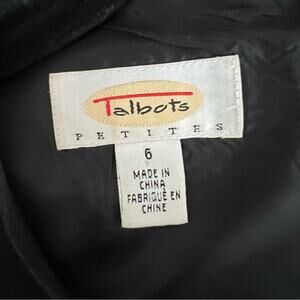 Talbots
PETITES
6
MADE IN
CHINA
FABRIQUÉ EN
CHINE